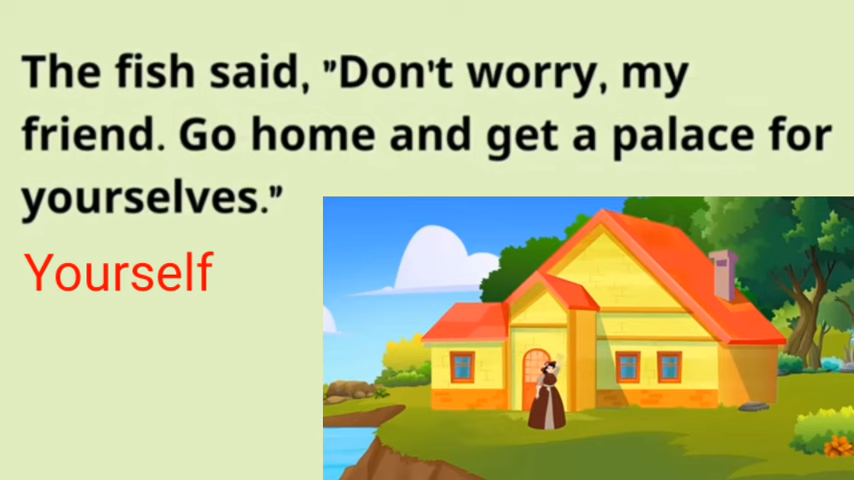 The fish said, "Don't worry, my
friend. Go home and get a palace for
yourselves."
Yourself